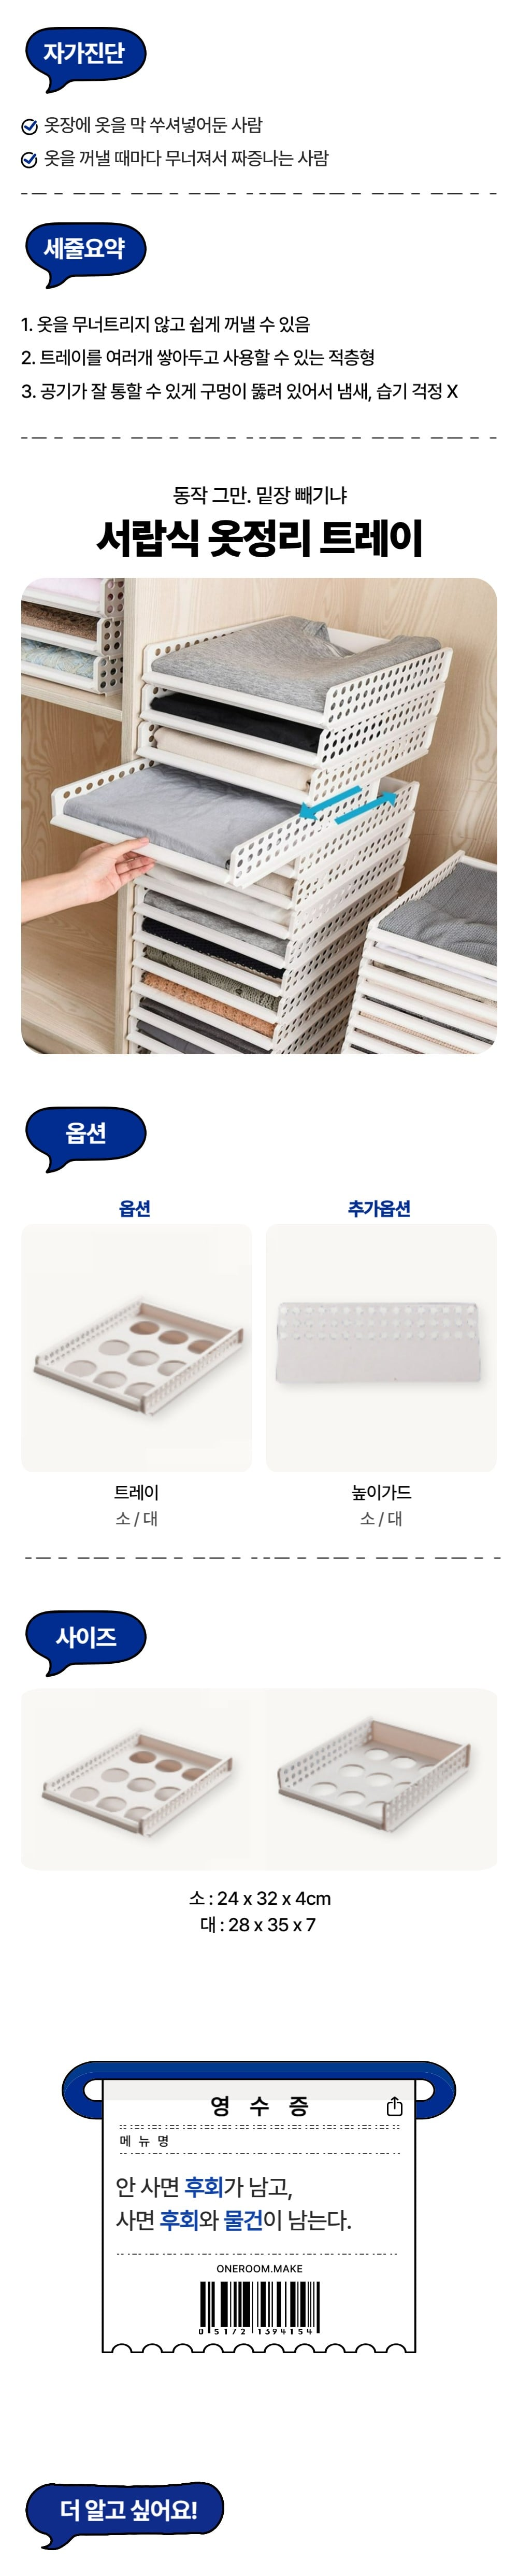 자가진단
옷장에 옷을 막 쑤셔넣어둔 사람
옷을 꺼낼 때마다 무너져서 짜증나는 사람
세줄요약
1. 옷을 무너트리지 않고 쉽게 꺼낼 수 있음
2. 트레이를 여러개 쌓아두고 사용할 수 있는 적층형
3. 공기가 잘 통할 수 있게 구멍이 뚫려 있어서 냄새, 습기 걱정 X
동작 그만. 밑장 빼기냐
서랍식 옷정리 트레이
옵션
옵션
추가옵션
트레이
높이가드
소 / 대
소 / 대
사이즈
소 : 24 x 32 x 4cm
대 : 28 x 35 x 7
영 수 증
메 뉴 명
안 사면 후회가 남고,
사면 후회와 물건이 남는다.
ONEROOM.MAKE
0 5172 1394154
더 알고 싶어요!